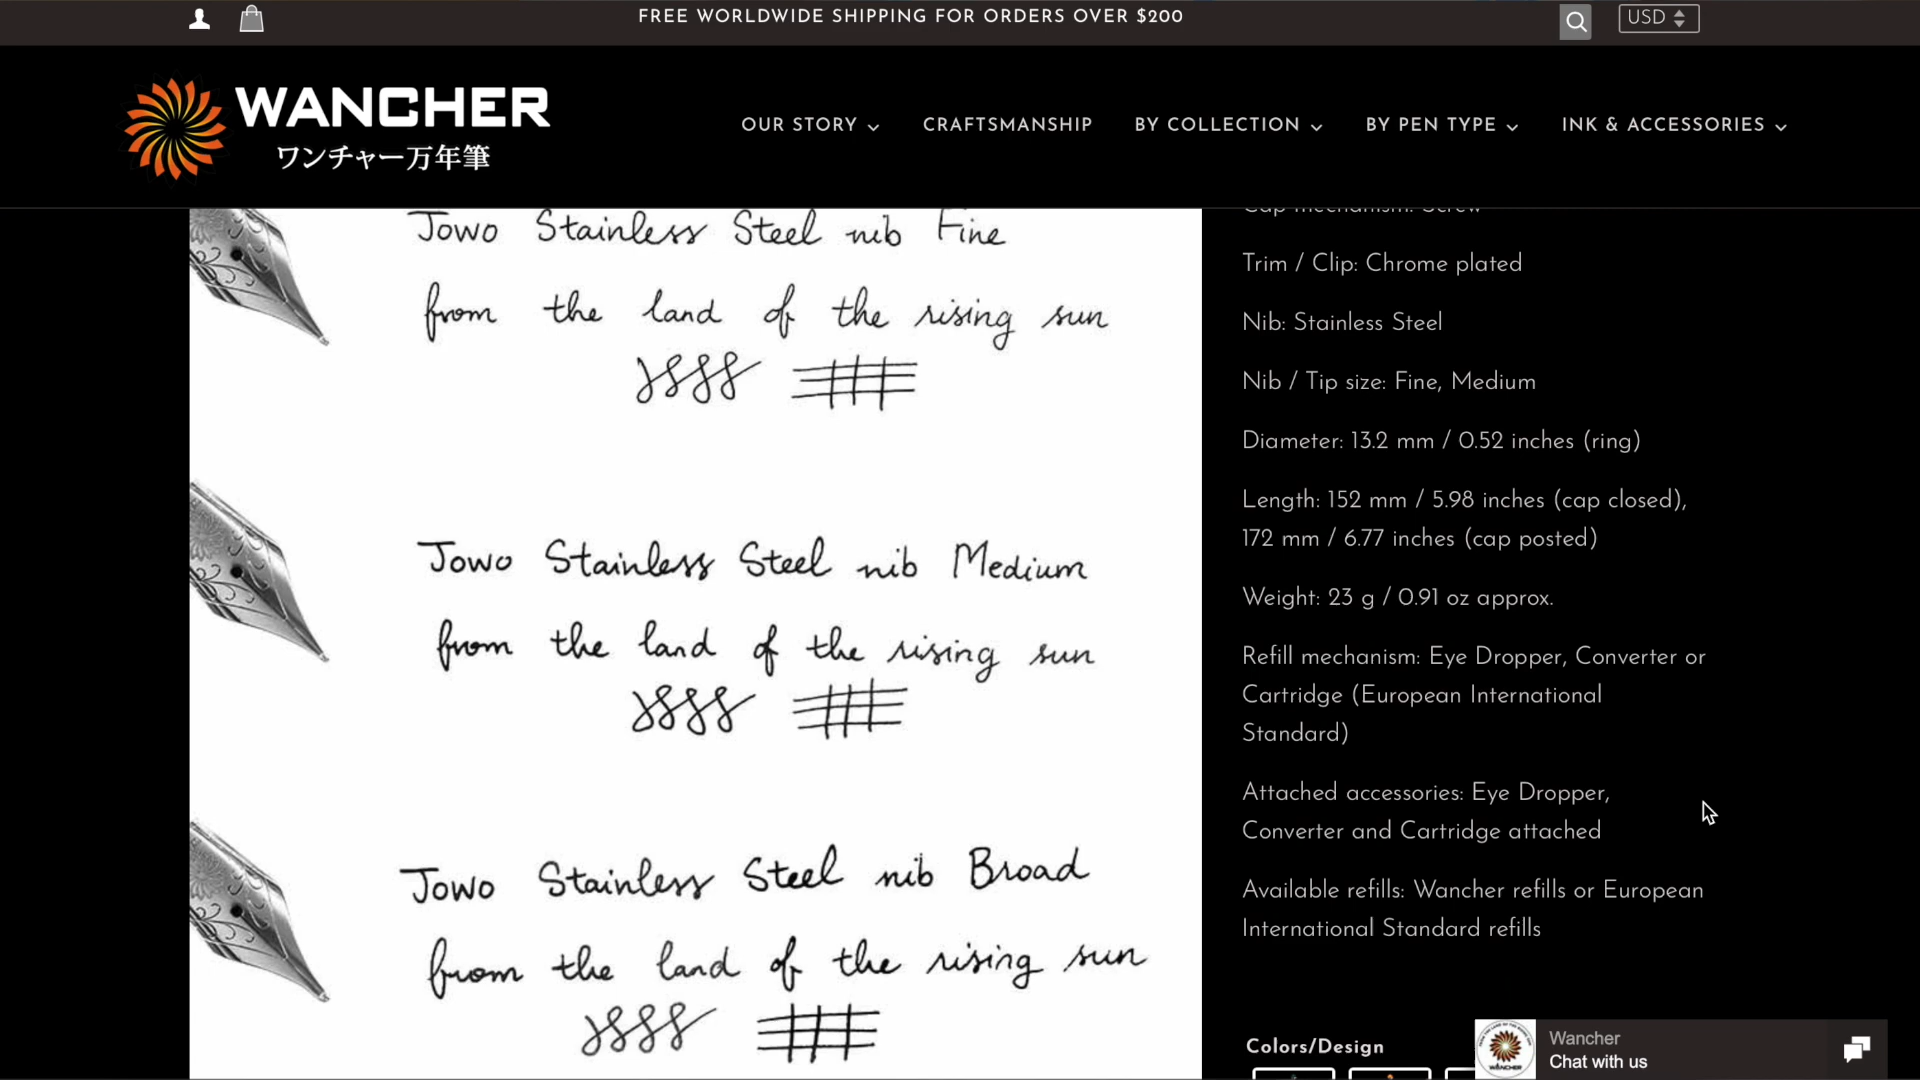 FREE WORLDWIDE SHIPPING FOR ORDERS OVER $200
USD
WANCHER
ワンチャー万年筆
OUR STORY
CRAFTSMANSHIP
BY COLLECTION
BY PEN TYPE
INK & ACCESSORIES
Jowo Stainless Steel nib Fine
from the land of the rising sun
Jowo Stainless Steel nib Medium
from the land of the rising sun
Jowo Stainless Steel nib Broad
from the land of the rising sun
Cap mechanism: Screw
Trim / Clip: Chrome plated
Nib: Stainless Steel
Nib / Tip size: Fine, Medium
Diameter: 13.2 mm / 0.52 inches (ring)
Length: 152 mm / 5.98 inches (cap closed),
172 mm / 6.77 inches (cap posted)
Weight: 23 g / 0.91 oz approx.
Refill mechanism: Eye Dropper, Converter or
Cartridge (European International
Standard)
Attached accessories: Eye Dropper,
Converter and Cartridge attached
Available refills: Wancher refills or European
International Standard refills
Colors/Design
WANCHER
Wancher
Chat with us